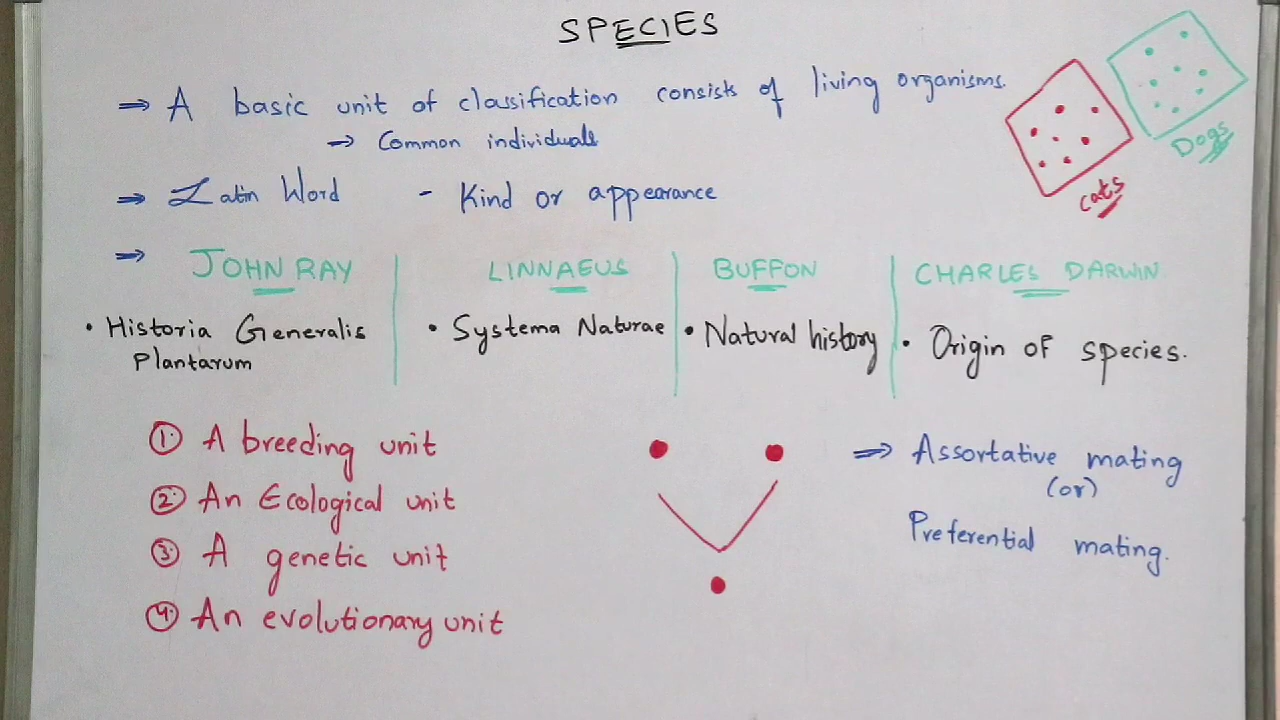 SPECIES
⇒ A basic unit of classification consists of living organisms.
→ Common individuals
Dogs
Cats
⇒ Latin Word - Kind or appearance
⇒ JOHN RAY LINNAEUS BUFFON CHARLES DARWIN
• Historia Generalis • Systema Naturae • Natural history • Origin of species.
Plantarum
① A breeding unit
② An Ecological unit
③ A genetic unit
④ An evolutionary unit
⇒ Assortative mating
(or)
Preferential mating.